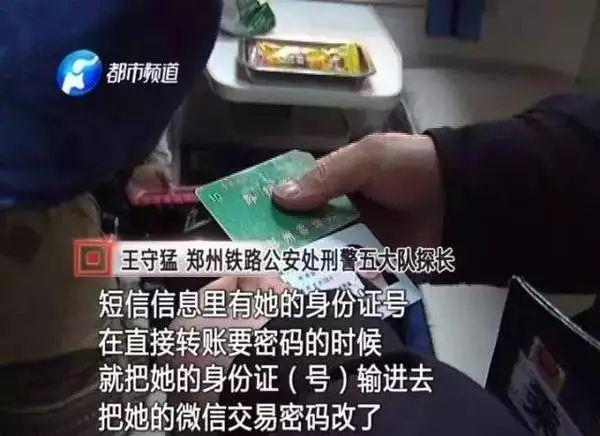 都市频道
王守猛 郑州铁路公安处刑警五大队探长
短信信息里有她的身份证号
在直接转账要密码的时候
就把她的身份证（号）输进去
把她的微信交易密码改了